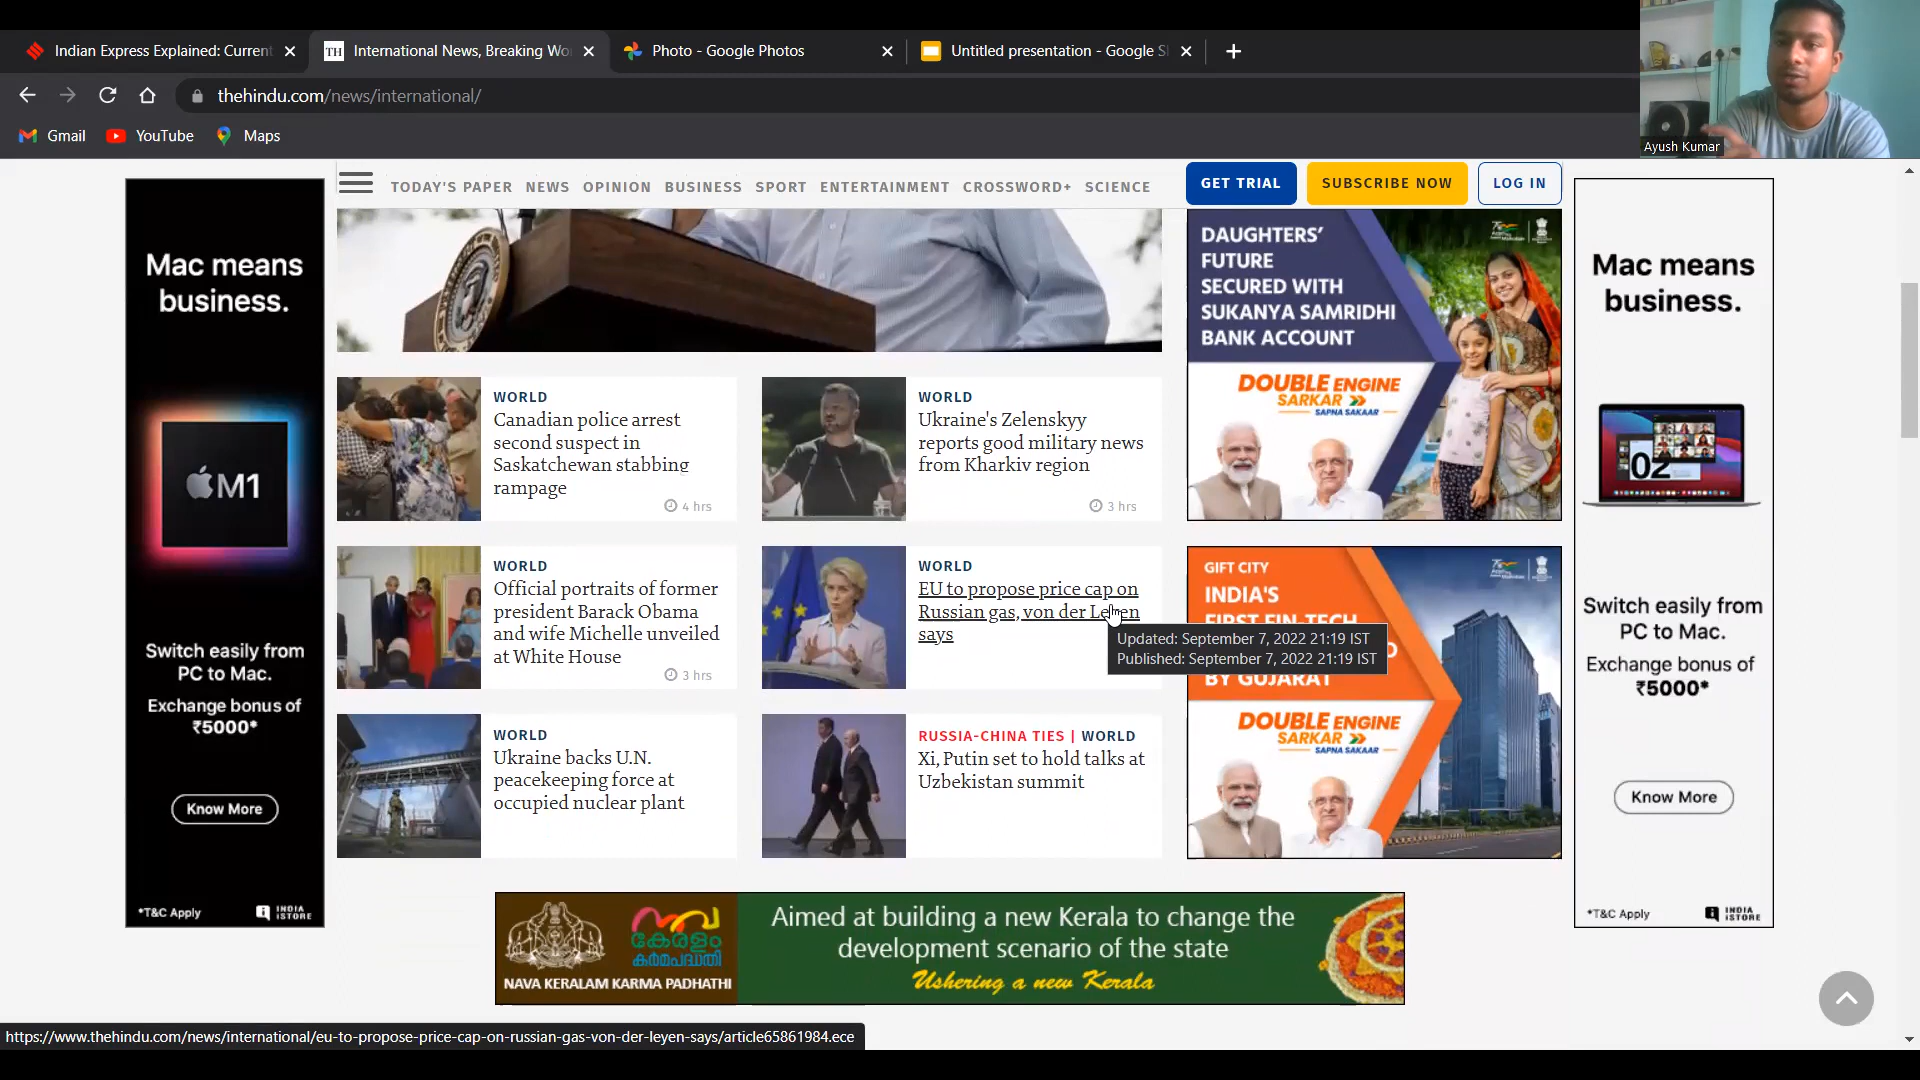 Indian Express Explained: Current
TH International News, Breaking Wo
Photo - Google Photos
Untitled presentation - Google Sl
thehindu.com/news/international/
Gmail
YouTube
Maps
Ayush Kumar
TODAY'S PAPER NEWS OPINION BUSINESS SPORT ENTERTAINMENT CROSSWORD+ SCIENCE
GET TRIAL
SUBSCRIBE NOW
LOG IN
Mac means
business.
M1
Switch easily from
PC to Mac.
Exchange bonus of
₹5000*
Know More
*T&C Apply
INDIA
ISTORE
WORLD
Canadian police arrest
second suspect in
Saskatchewan stabbing
rampage
4 hrs
WORLD
Ukraine's Zelenskyy
reports good military news
from Kharkiv region
3 hrs
WORLD
Official portraits of former
president Barack Obama
and wife Michelle unveiled
at White House
3 hrs
WORLD
EU to propose price cap on
Russian gas, von der Leyen
says
Updated: September 7, 2022 21:19 IST
Published: September 7, 2022 21:19 IST
WORLD
Ukraine backs U.N.
peacekeeping force at
occupied nuclear plant
RUSSIA-CHINA TIES | WORLD
Xi, Putin set to hold talks at
Uzbekistan summit
DAUGHTERS'
FUTURE
SECURED WITH
SUKANYA SAMRIDHI
BANK ACCOUNT
DOUBLE ENGINE
SARKAR
SAPNA SAKAAR
GIFT CITY
INDIA'S
FIRST FIN-TECH
BY GUJARAT
DOUBLE ENGINE
SARKAR
SAPNA SAKAAR
Mac means
business.
02
Switch easily from
PC to Mac.
Exchange bonus of
₹5000*
Know More
*T&C Apply
INDIA
ISTORE
നവ
കേരളം
കർമപദ്ധതി
NAVA KERALAM KARMA PADHATHI
Aimed at building a new Kerala to change the
development scenario of the state
Ushering a new Kerala
https://www.thehindu.com/news/international/eu-to-propose-price-cap-on-russian-gas-von-der-leyen-says/article65861984.ece